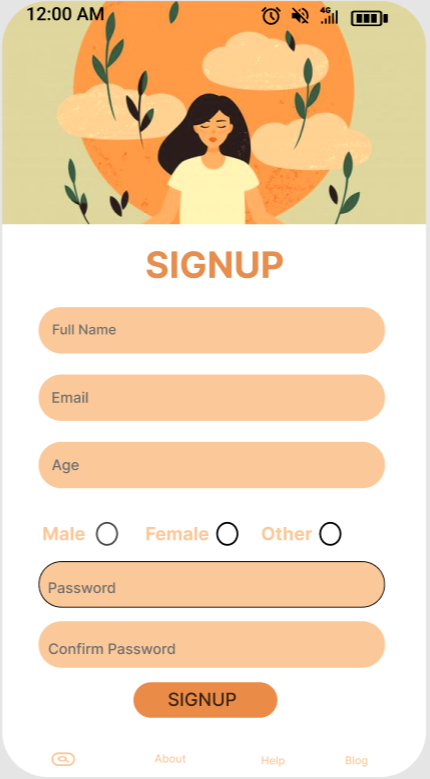 12:00 AM 4G
SIGNUP
Full Name
Email
Age
Male Female Other
Password
Confirm Password
SIGNUP
About Help Blog